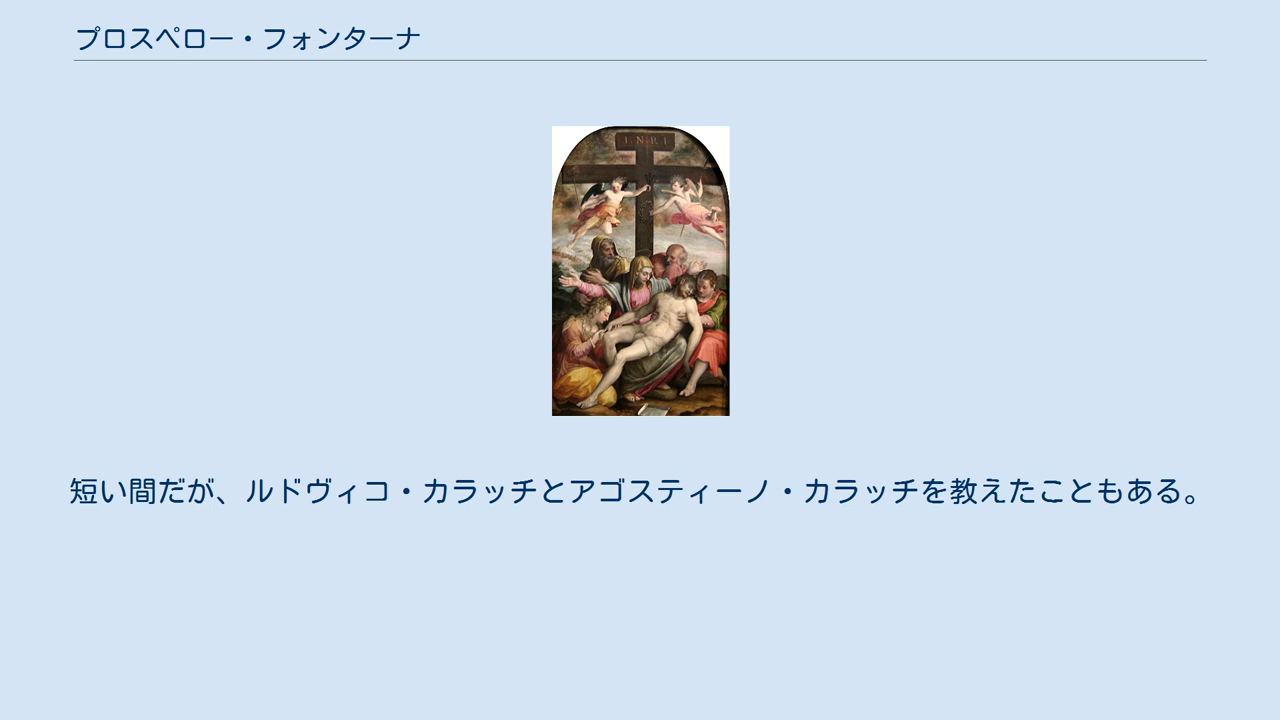 プロスペロー・フォンターナ
I N R I
短い間だが、ルドヴィコ・カラッチとアゴスティーノ・カラッチを教えたこともある。